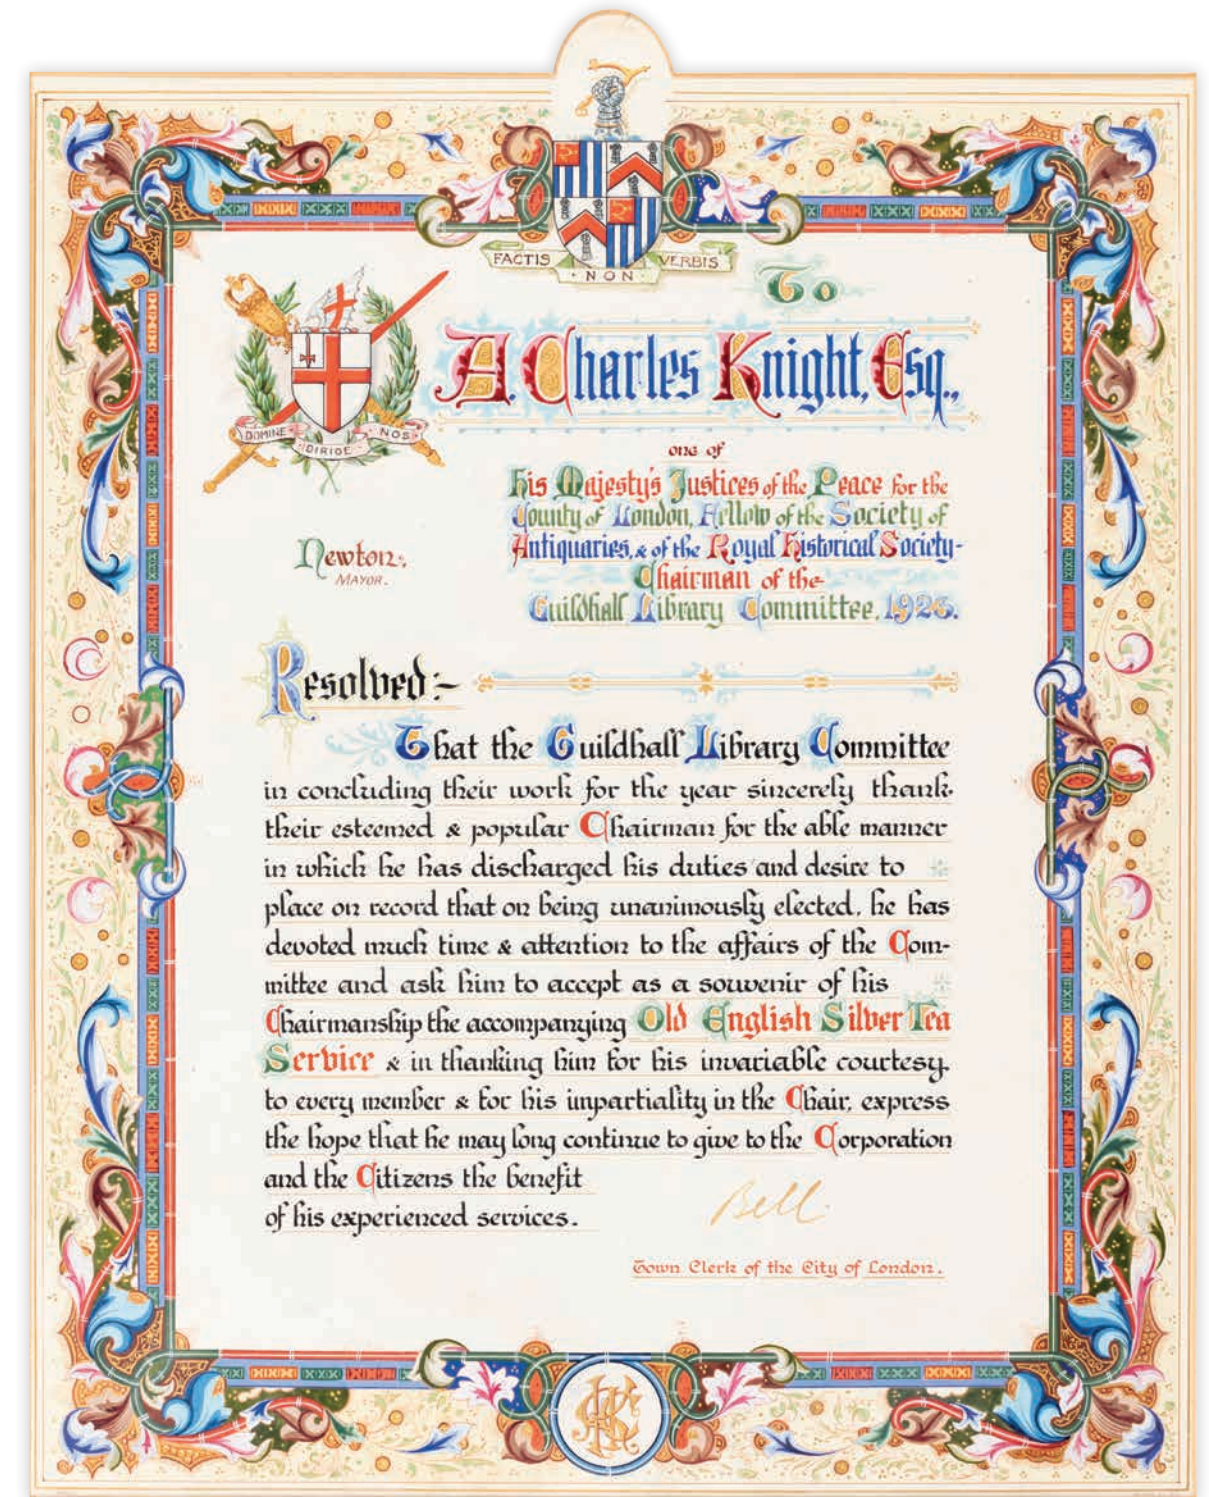 FACTIS NON VERBIS
To
A. Charles Knight, Esq.,
DOMINE DIRIGE NOS
one of
His Majesty's Justices of the Peace for the
County of London, Fellow of the Society of
Antiquaries, & of the Royal Historical Society-
Chairman of the
Guildhall Library Committee, 1923.
Newton:
MAYOR.
Resolved:-
That the Guildhall Library Committee
in concluding their work for the year sincerely thank
their esteemed & popular Chairman for the able manner
in which he has discharged his duties and desire to
place on record that on being unanimously elected, he has
devoted much time & attention to the affairs of the Com-
mittee and ask him to accept as a souvenir of his
Chairmanship the accompanying Old English Silver Tea
Service & in thanking him for his invariable courtesy
to every member & for his impartiality in the Chair, express
the hope that he may long continue to give to the Corporation
and the Citizens the benefit
of his experienced services.
Bell
Town Clerk of the City of London.